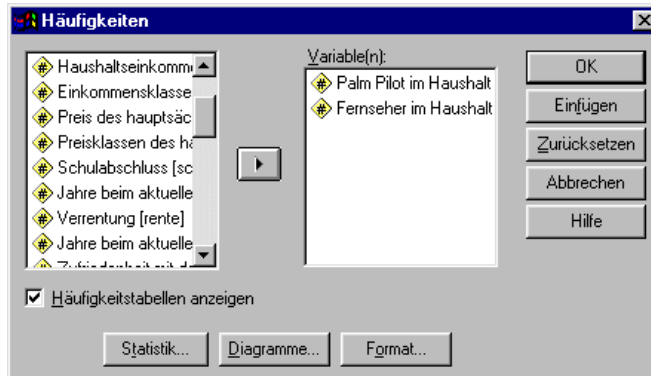 Häufigkeiten
Haushaltseinkomm
Einkommensklasse
Preis des hauptsäc
Preisklassen des ha
Schulabschluss [sc
Jahre beim aktuelle
Verrentung [rente]
Jahre beim aktuelle
Variable(n):
Palm Pilot im Haushalt
Fernseher im Haushalt
OK
Einfügen
Zurücksetzen
Abbrechen
Hilfe
Häufigkeitstabellen anzeigen
Statistik...
Diagramme...
Format...